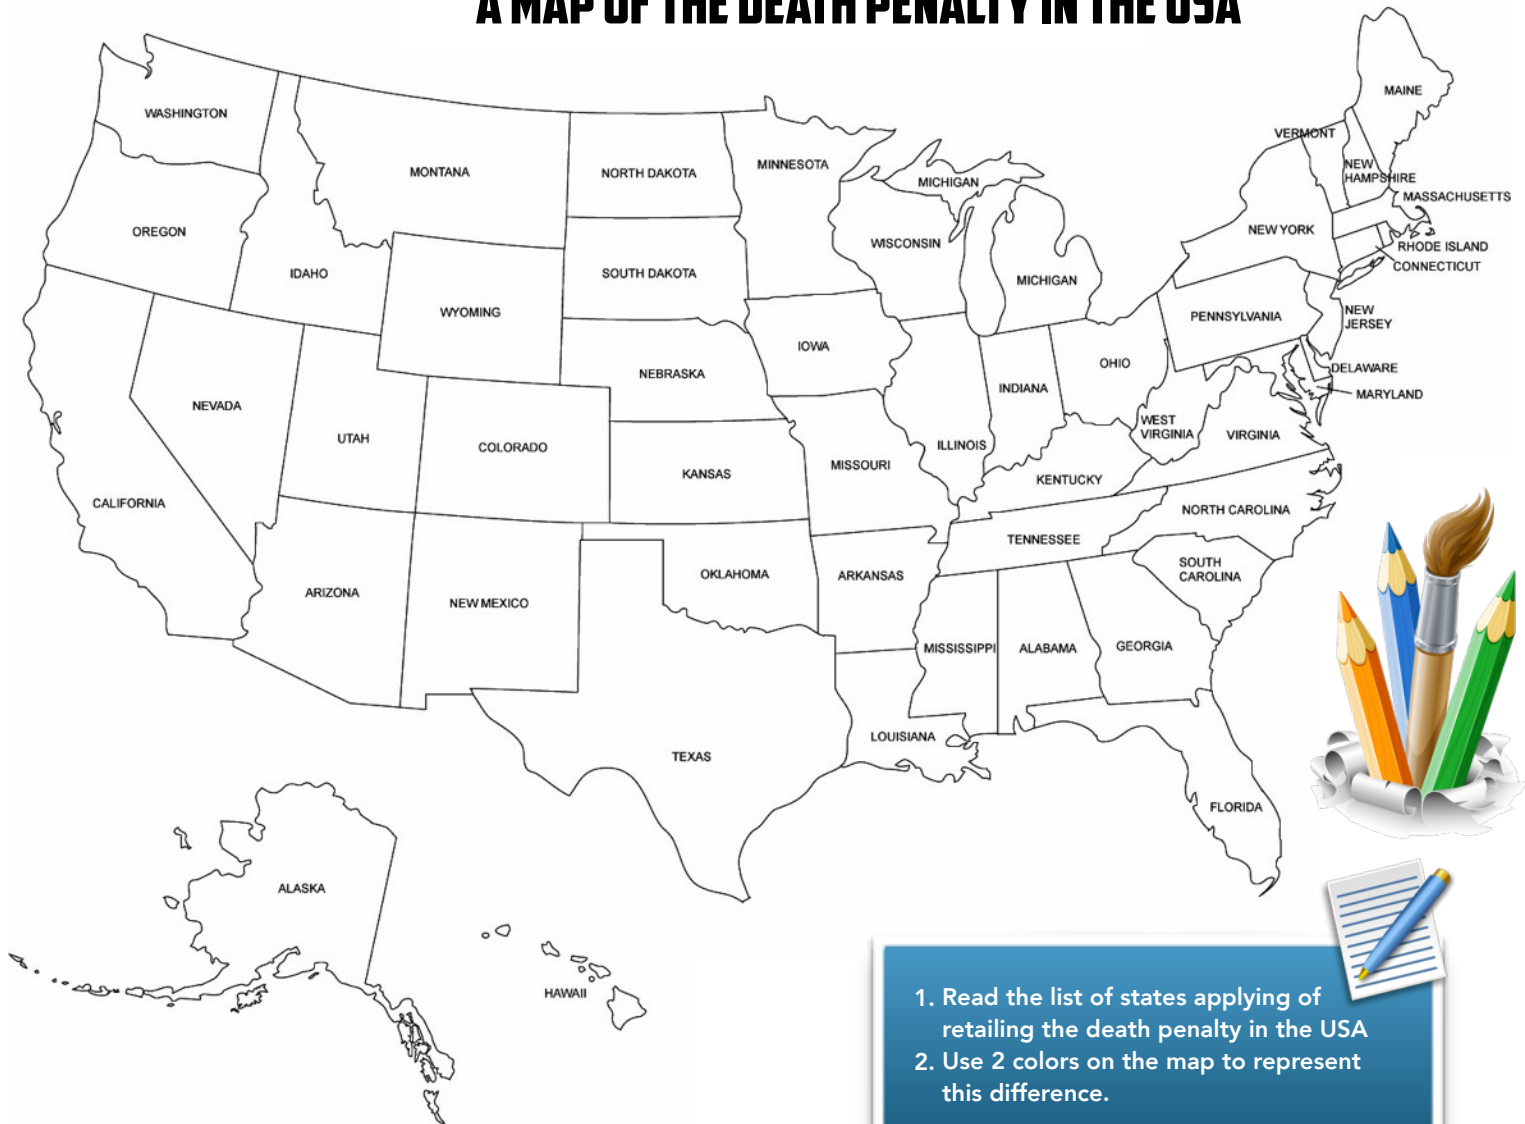 A MAP OF THE DEATH PENALTY IN THE USA
MAINE
WASHINGTON
VERMONT
MONTANA
NORTH DAKOTA
MINNESOTA
MICHIGAN
NEW
HAMPSHIRE
MASSACHUSETTS
OREGON
IDAHO
SOUTH DAKOTA
WISCONSIN
MICHIGAN
NEW YORK
RHODE ISLAND
CONNECTICUT
WYOMING
PENNSYLVANIA
NEW
JERSEY
IOWA
NEBRASKA
OHIO
INDIANA
DELAWARE
MARYLAND
NEVADA
UTAH
COLORADO
ILLINOIS
WEST
VIRGINIA
VIRGINIA
KANSAS
MISSOURI
KENTUCKY
CALIFORNIA
NORTH CAROLINA
TENNESSEE
ARIZONA
NEW MEXICO
OKLAHOMA
ARKANSAS
SOUTH
CAROLINA
MISSISSIPPI
ALABAMA
GEORGIA
TEXAS
LOUISIANA
FLORIDA
ALASKA
HAWAII
1. Read the list of states applying of
retailing the death penalty in the USA
2. Use 2 colors on the map to represent
this difference.